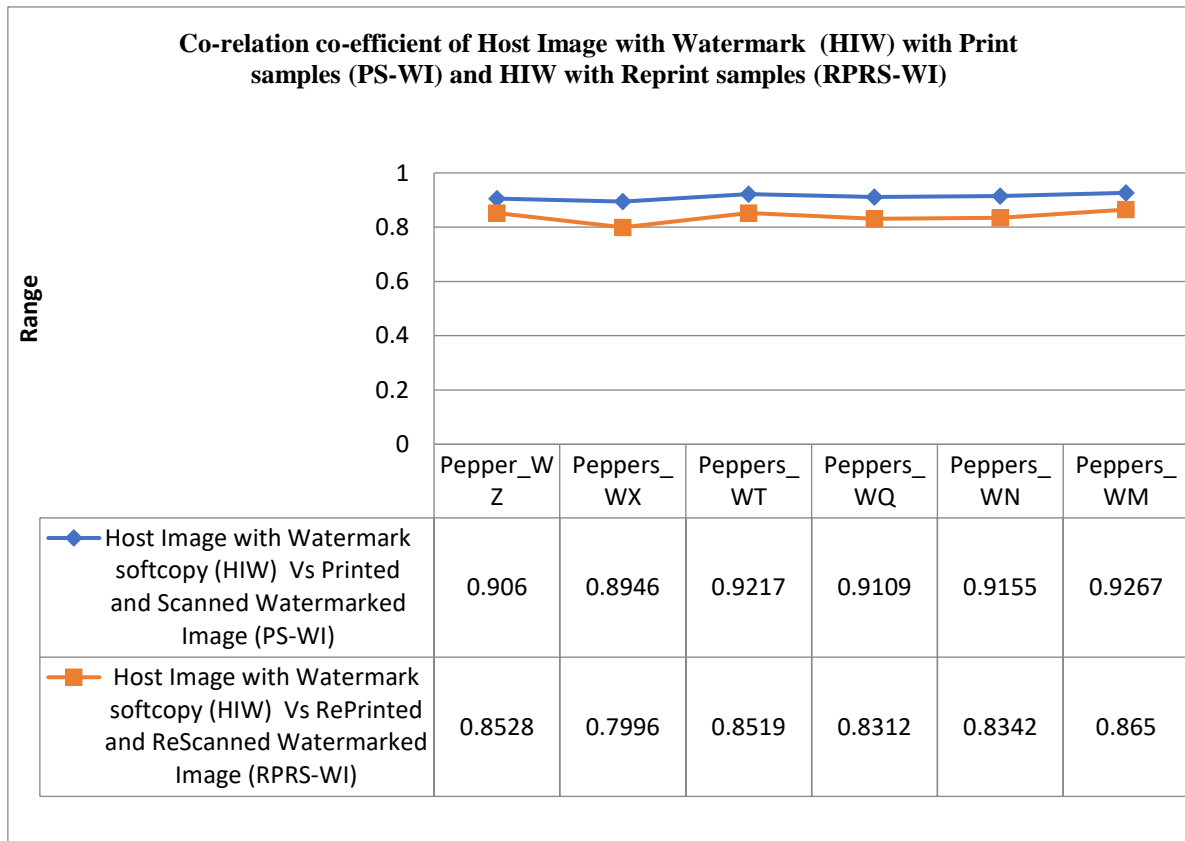 Co-relation co-efficient of Host Image with Watermark (HIW) with Print
samples (PS-WI) and HIW with Reprint samples (RPRS-WI)
Range
1
0.8
0.6
0.4
0.2
0
Pepper_W
Z
Peppers_
WX
Peppers_
WT
Peppers_
WQ
Peppers_
WN
Peppers_
WM
Host Image with Watermark
softcopy (HIW) Vs Printed
and Scanned Watermarked
Image (PS-WI)
0.906 0.8946 0.9217 0.9109 0.9155 0.9267
Host Image with Watermark
softcopy (HIW) Vs RePrinted
and ReScanned Watermarked
Image (RPRS-WI)
0.8528 0.7996 0.8519 0.8312 0.8342 0.865